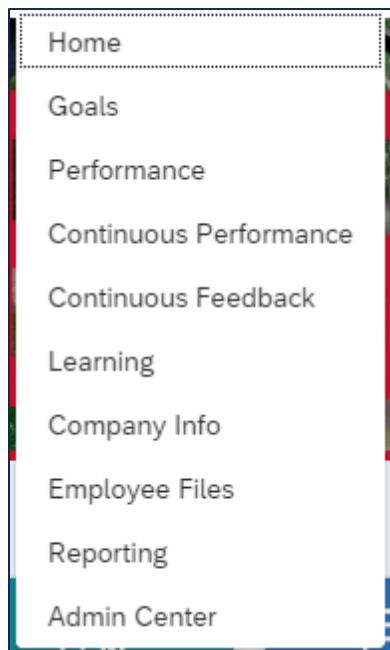 Home
Goals
Performance
Continuous Performance
Continuous Feedback
Learning
Company Info
Employee Files
Reporting
Admin Center